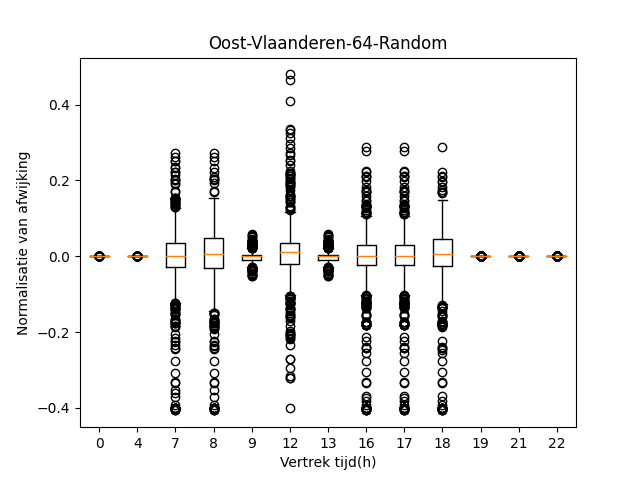 Oost-Vlaanderen-64-Random
Normalisatie van afwijking
0.4
0.2
0.0
−0.2
−0.4
0 4 7 8 9 12 13 16 17 18 19 21 22
Vertrek tijd(h)